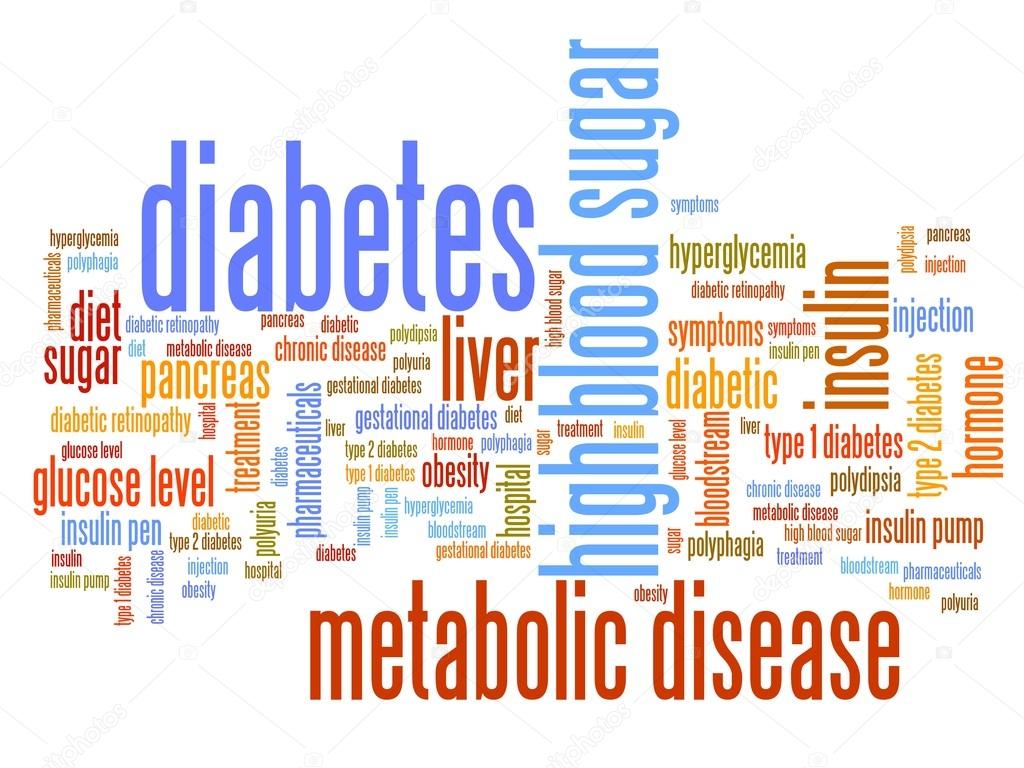 high blood sugar
diabetes
symptoms
hyperglycemia
polyphagia
pharmaceuticals
hyperglycemia
polydipsia
pancreas
injection
diabetic retinopathy
insulin
injection
diet
sugar
diabetic retinopathy
diet
metabolic disease
pancreas
diabetic
chronic disease
polydipsia
polyuria
liver
high blood sugar
symptoms
symptoms
insulin pen
pancreas
gestational diabetes
diabetic
type 2 diabetes
hormone
diabetic retinopathy
hospital
treatment
pharmaceuticals
gestational diabetes
diet
liver
treatment
insulin
sugar
glucose level
bloodstream
liver
type 1 diabetes
glucose level
diabetes
type 2 diabetes
hormone
polyphagia
type 1 diabetes
obesity
hospital
glucose level
polydipsia
chronic disease
insulin pen
diabetic
type 2 diabetes
polyuria
insulin pump
insulin pen
hyperglycemia
bloodstream
gestational diabetes
sugar
polyphagia
metabolic disease
high blood sugar
insulin pump
insulin
insulin pump
type 1 diabetes
chronic disease
injection
obesity
hospital
diabetes
treatment
bloodstream
pharmaceuticals
hormone
polyuria
obesity
metabolic disease
depositphotos